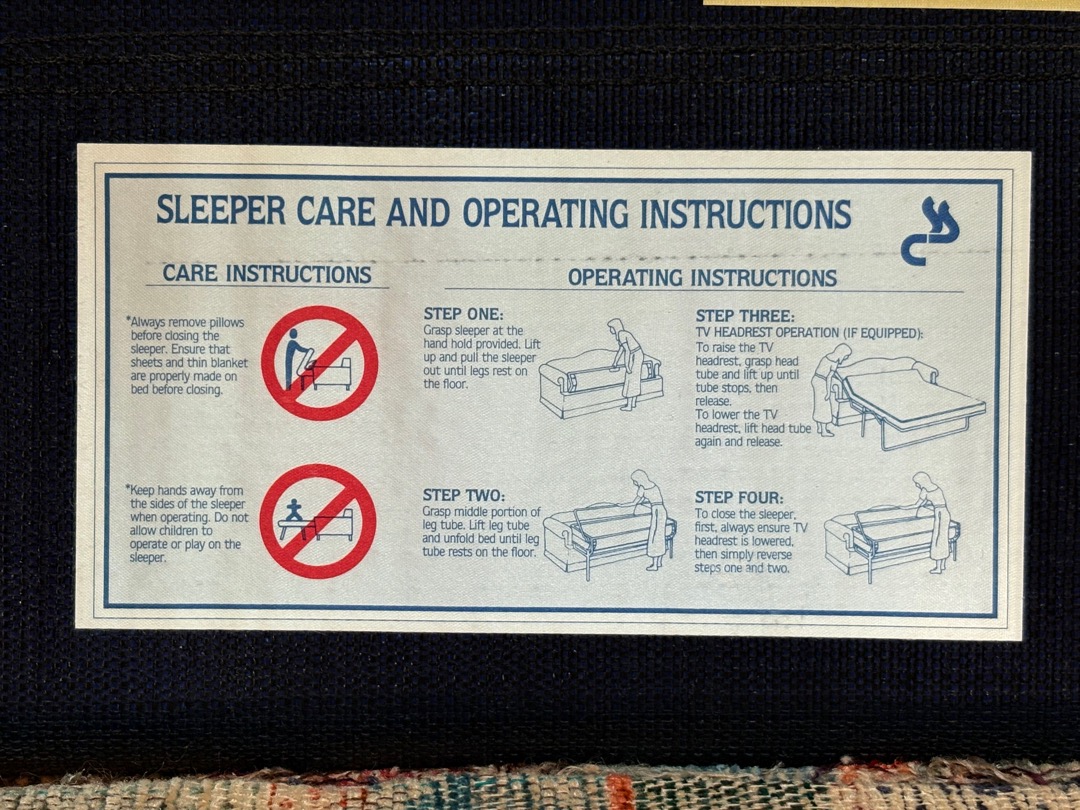 SLEEPER CARE AND OPERATING INSTRUCTIONS
CARE INSTRUCTIONS
*Always remove pillows
before closing the
sleeper. Ensure that
sheets and thin blanket
are properly made on
bed before closing.
*Keep hands away from
the sides of the sleeper
when operating. Do not
allow children to
operate or play on the
sleeper.
OPERATING INSTRUCTIONS
STEP ONE:
Grasp sleeper at the
hand hold provided. Lift
up and pull the sleeper
out until legs rest on
the floor.
STEP TWO:
Grasp middle portion of
leg tube. Lift leg tube
and unfold bed until leg
tube rests on the floor.
STEP THREE:
TV HEADREST OPERATION (IF EQUIPPED):
To raise the TV
headrest, grasp head
tube and lift up until
tube stops, then
release.
To lower the TV
headrest, lift head tube
again and release.
STEP FOUR:
To close the sleeper,
first, always ensure TV
headrest is lowered,
then simply reverse
steps one and two.